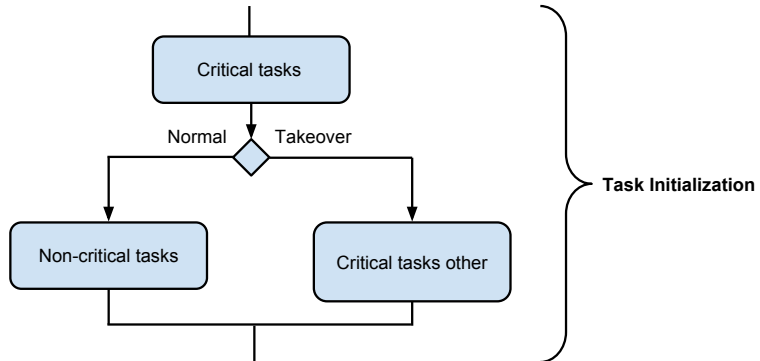 Critical tasks
Normal
Takeover
Task Initialization
Non-critical tasks
Critical tasks other